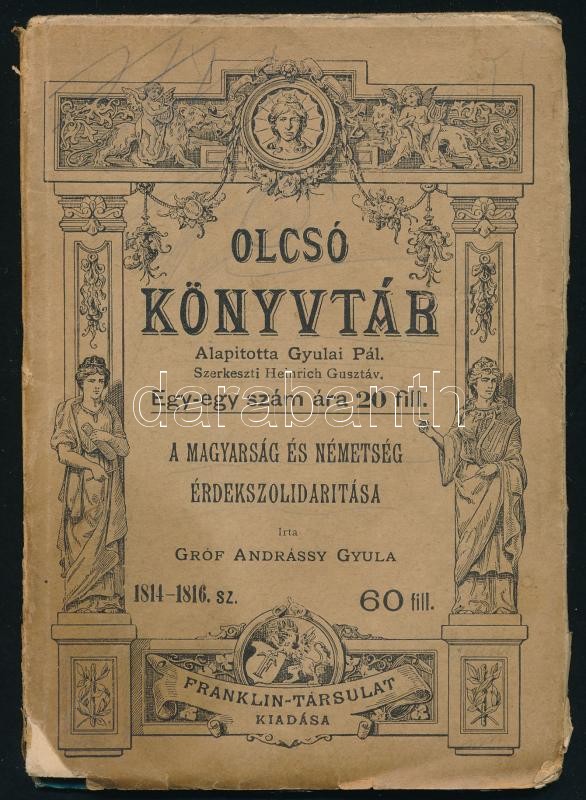 OLCSÓ
KÖNYVTÁR
Alapitotta Gyulai Pál.
Szerkeszti Heinrich Gusztáv.
Egy-egy szám ára 20 fill.
darabanth
A MAGYARSÁG ÉS NÉMETSÉG
ÉRDEKSZOLIDARITÁSA
Irta
GRÓF ANDRÁSSY GYULA
1814–1816. sz.
60 fill.
FRANKLIN-TÁRSULAT
KIADÁSA